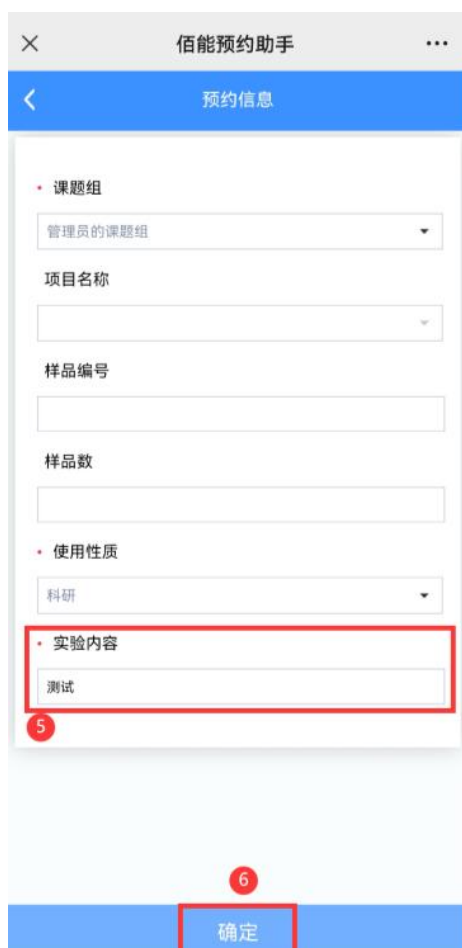 佰能预约助手
预约信息
课题组
管理员的课题组
项目名称
样品编号
样品数
使用性质
科研
实验内容
测试
5
6
确定